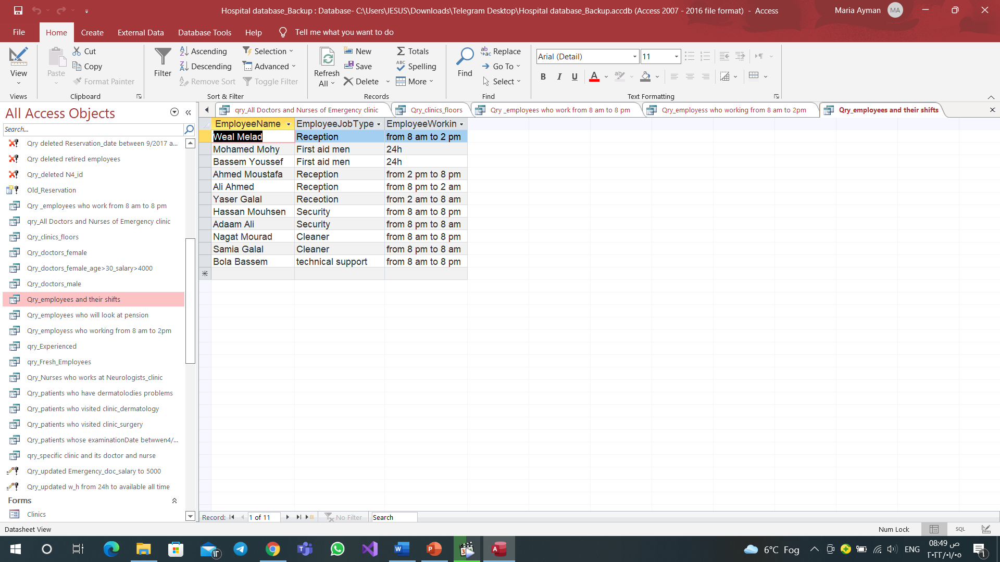 Hospital database_Backup : Database- C:\Users\JESUS\Downloads\Telegram Desktop\Hospital database_Backup.accdb (Access 2007 - 2016 file format) - Access
Maria Ayman
MA
File
Home
Create
External Data
Database Tools
Help
Tell me what you want to do
View
Views
Paste
Cut
Copy
Format Painter
Clipboard
Filter
Ascending
Descending
Remove Sort
Selection
Advanced
Toggle Filter
Sort & Filter
Refresh
All
New
Save
Delete
Totals
Spelling
More
Records
Find
Replace
Go To
Select
Find
Arial (Detail)
11
B I U
Text Formatting
All Access Objects
Search...
Qry deleted Reservation_date between 9/2017 a...
Qry deleted retired employees
Qry_deleted N4_id
Old_Reservation
Qry _employees who work from 8 am to 8 pm
qry_All Doctors and Nurses of Emergency clinic
Qry_clinics_floors
Qry_doctors_female
Qry_doctors_female_age>30_salary>4000
Qry_doctors_male
Qry_employees and their shifts
Qry_employees who will look at pension
Qry_employess who working from 8 am to 2pm
qry_Experienced
qry_Fresh_Employees
Qry_Nurses who works at Neurologists_clinic
Qry_patients who have dermatolodies problems
Qry_patients who visited clinic_dermatology
Qry_patients who visited clinic_surgery
Qry_patients whose examinationDate betwwen4/...
qry_specific clinic and its doctor and nurse
Qry_updated Emergency_doc_salary to 5000
Qry_updated w_h from 24h to available all time
Forms
Clinics
qry_All Doctors and Nurses of Emergency clinic
Qry_clinics_floors
Qry _employees who work from 8 am to 8 pm
Qry_employess who working from 8 am to 2pm
Qry_employees and their shifts
EmployeeName EmployeeJobType EmployeeWorkin
Weal Melad Reception from 8 am to 2 pm
Mohamed Mohy First aid men 24h
Bassem Youssef First aid men 24h
Ahmed Moustafa Reception from 2 pm to 8 pm
Ali Ahmed Reception from 8 pm to 2 am
Yaser Galal Receotion from 2 am to 8 am
Hassan Mouhsen Security from 8 am to 8 pm
Adaam Ali Security from 8 pm to 8 am
Nagat Mourad Cleaner from 8 am to 8 pm
Samia Galal Cleaner from 8 pm to 8 am
Bola Bassem technical support from 8 am to 8 pm
Record: 1 of 11 No Filter Search
Datasheet View
Num Lock
SQL
6°C Fog
ENG
08:49 ص
٢٠٢٢/٠١/٠٥